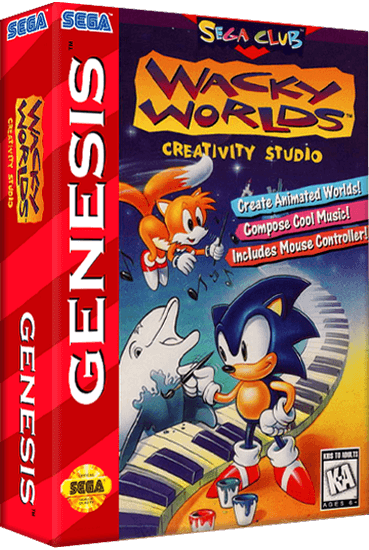 SEGA
WACKY
WORLDS
CREATIVITY STUDIO
GENESIS
SEGA
SEGA
GENESIS
SEGA CLUB
WACKY
WORLDS™
CREATIVITY STUDIO
Create Animated Worlds!
Compose Cool Music!
Includes Mouse Controller!
KIDS TO ADULTS
K-A
AGES 6+